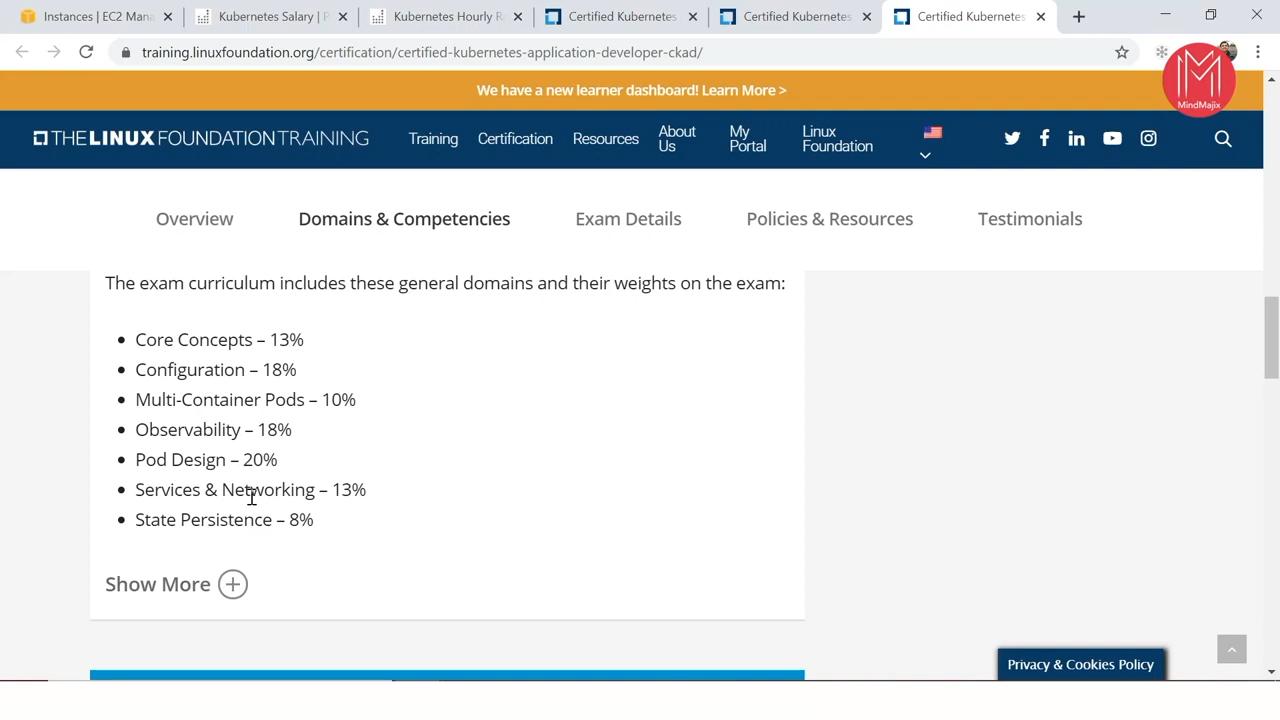 Instances | EC2 Mana
Kubernetes Salary | P
Kubernetes Hourly Ra
Certified Kubernetes
Certified Kubernetes
Certified Kubernetes
training.linuxfoundation.org/certification/certified-kubernetes-application-developer-ckad/
MindMajix
We have a new learner dashboard! Learn More >
THE LINUX FOUNDATION TRAINING
Training
Certification
Resources
About Us
My Portal
Linux Foundation
Overview
Domains & Competencies
Exam Details
Policies & Resources
Testimonials
The exam curriculum includes these general domains and their weights on the exam:
• Core Concepts – 13%
• Configuration – 18%
• Multi-Container Pods – 10%
• Observability – 18%
• Pod Design – 20%
• Services & Networking – 13%
• State Persistence – 8%
Show More
Privacy & Cookies Policy